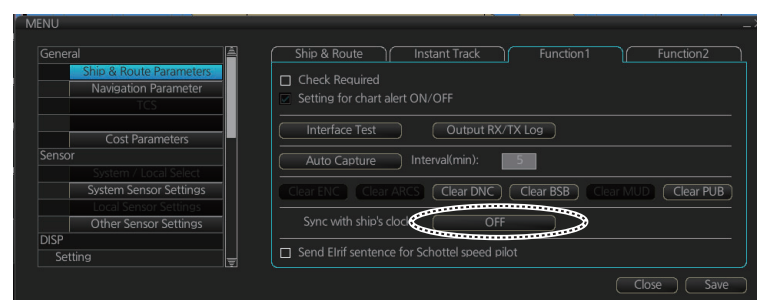 MENU
General
Ship & Route Parameters
Navigation Parameter
TCS
Cost Parameters
Sensor
System / Local Select
System Sensor Settings
Local Sensor Settings
Other Sensor Settings
DISP
Setting
Ship & Route Instant Track Function1 Function2
Check Required
Setting for chart alert ON/OFF
Interface Test Output RX/TX Log
Auto Capture Interval(min): 5
Clear ENC Clear ARCS Clear DNC Clear BSB Clear MUD Clear PUB
Sync with ship's clock OFF
Send EIrif sentence for Schottel speed pilot
Close Save